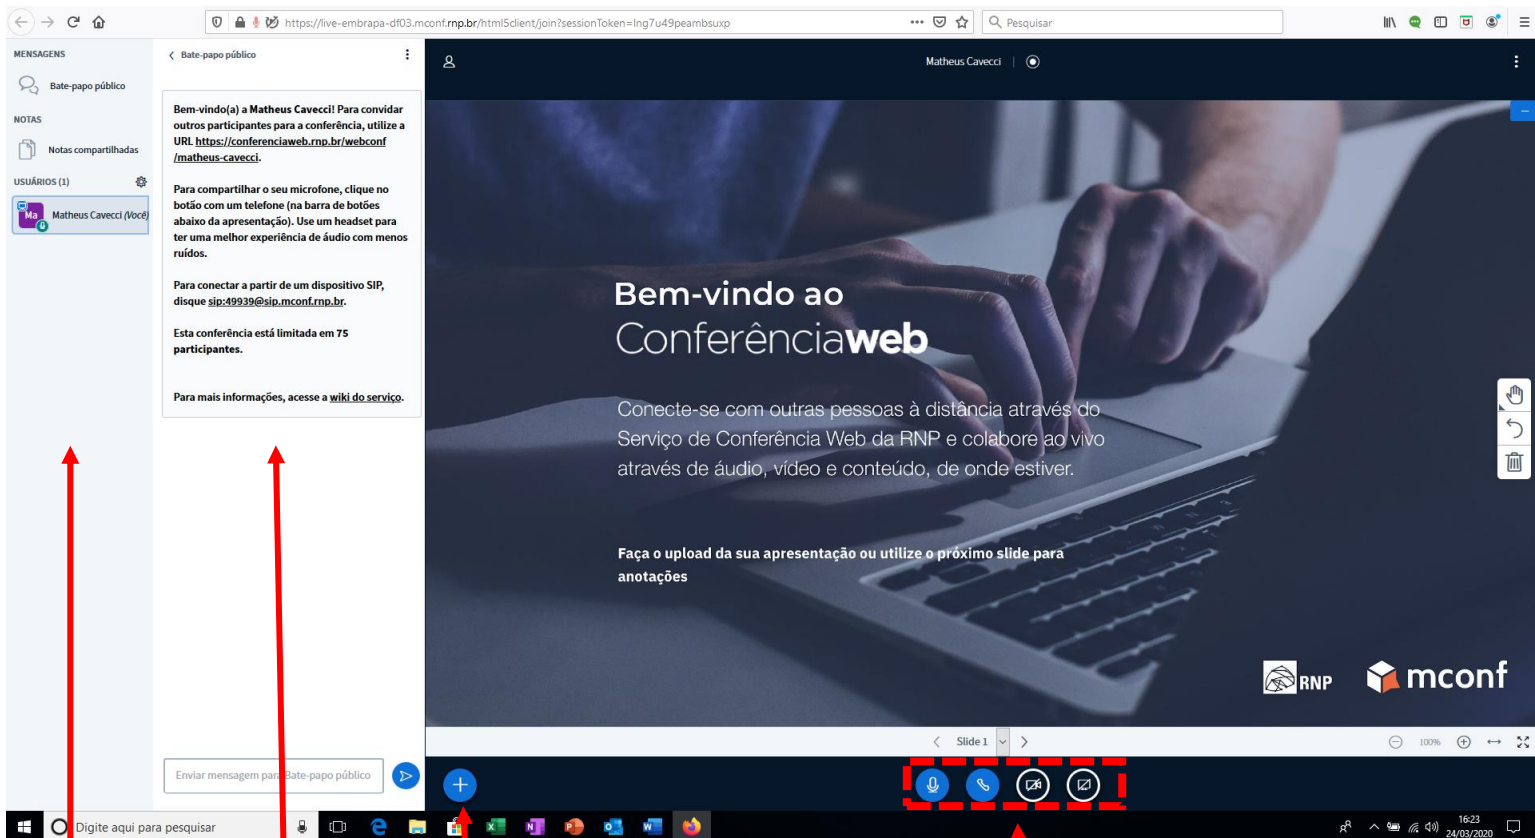 https://live-embrapa-df03.mconf.rnp.br/html5client/join?sessionToken=lng7u49peambsuxp
Pesquisar
MENSAGENS
Bate-papo público
NOTAS
Notas compartilhadas
USUÁRIOS (1)
Ma
Matheus Cavecci (Você)
Bate-papo público
Bem-vindo(a) a Matheus Cavecci! Para convidar
outros participantes para a conferência, utilize a
URL https://conferenciaweb.rnp.br/webconf
/matheus-cavecci.
Para compartilhar o seu microfone, clique no
botão com um telefone (na barra de botões
abaixo da apresentação). Use um headset para
ter uma melhor experiência de áudio com menos
ruídos.
Para conectar a partir de um dispositivo SIP,
disque sip:49939@sip.mconf.rnp.br.
Esta conferência está limitada em 75
participantes.
Para mais informações, acesse a wiki do serviço.
Enviar mensagem para Bate-papo público
Matheus Cavecci
Bem-vindo ao
Conferênciaweb
Conecte-se com outras pessoas à distância através do
Serviço de Conferência Web da RNP e colabore ao vivo
através de áudio, vídeo e conteúdo, de onde estiver.
Faça o upload da sua apresentação ou utilize o próximo slide para
anotações
RNP
mconf
Slide 1
100%
Digite aqui para pesquisar
16:23
24/03/2020